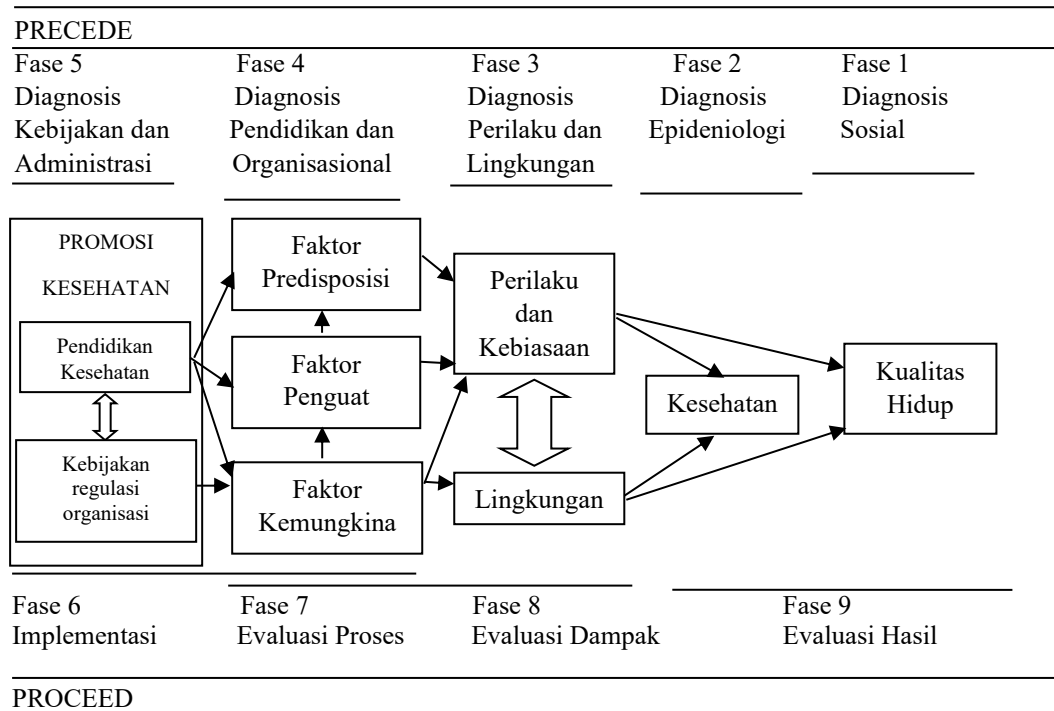 PRECEDE
Fase 5 Fase 4 Fase 3 Fase 2 Fase 1
Diagnosis Diagnosis Diagnosis Diagnosis Diagnosis
Kebijakan dan Pendidikan dan Perilaku dan Epideniologi Sosial
Administrasi Organisasional Lingkungan
PROMOSI
KESEHATAN
Pendidikan
Kesehatan
Kebijakan
regulasi
organisasi
Faktor
Predisposisi
Faktor
Penguat
Faktor
Kemungkina
Perilaku
dan
Kebiasaan
Lingkungan
Kesehatan
Kualitas
Hidup
Fase 6 Fase 7 Fase 8 Fase 9
Implementasi Evaluasi Proses Evaluasi Dampak Evaluasi Hasil
PROCEED